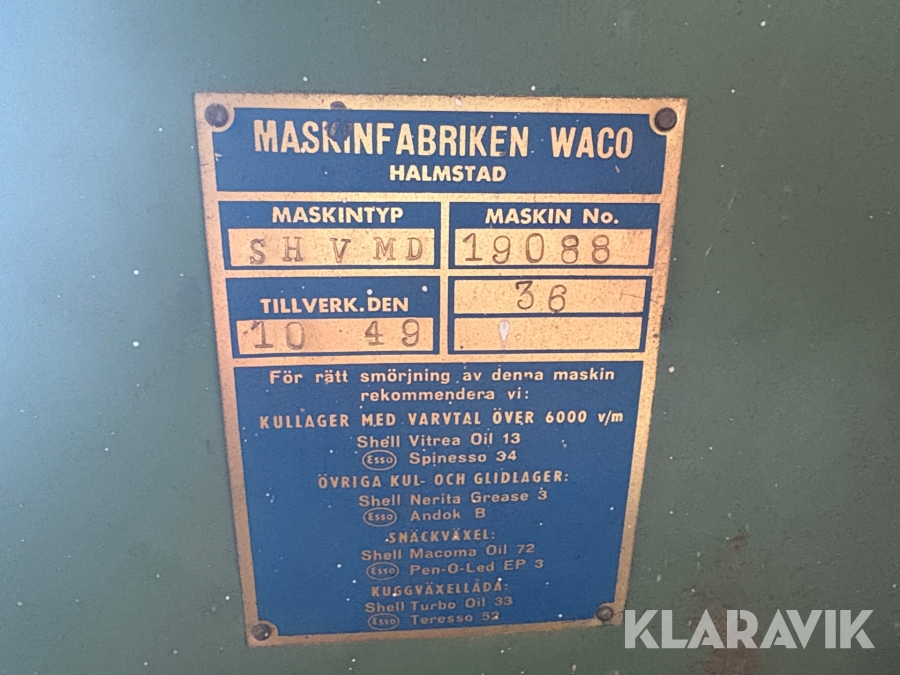 MASKINFABRIKEN WACO
HALMSTAD
MASKINTYP
SHVMD
MASKIN No.
19088
36
TILLVERK.DEN
10 49
För rätt smörjning av denna maskin
rekommendera vi:
KULLAGER MED VARVTAL ÖVER 6000 v/m
Shell Vitrea Oil 13
Esso Spinesso 34
ÖVRIGA KUL- OCH GLIDLAGER:
Shell Nerita Grease 3
Esso Andok B
SNÄCKVÄXEL:
Shell Macoma Oil 72
Esso Pen-O-Led EP 3
KUGGVÄXELLÅDA:
Shell Turbo Oil 33
Esso Teresso 52
KLARAVIK